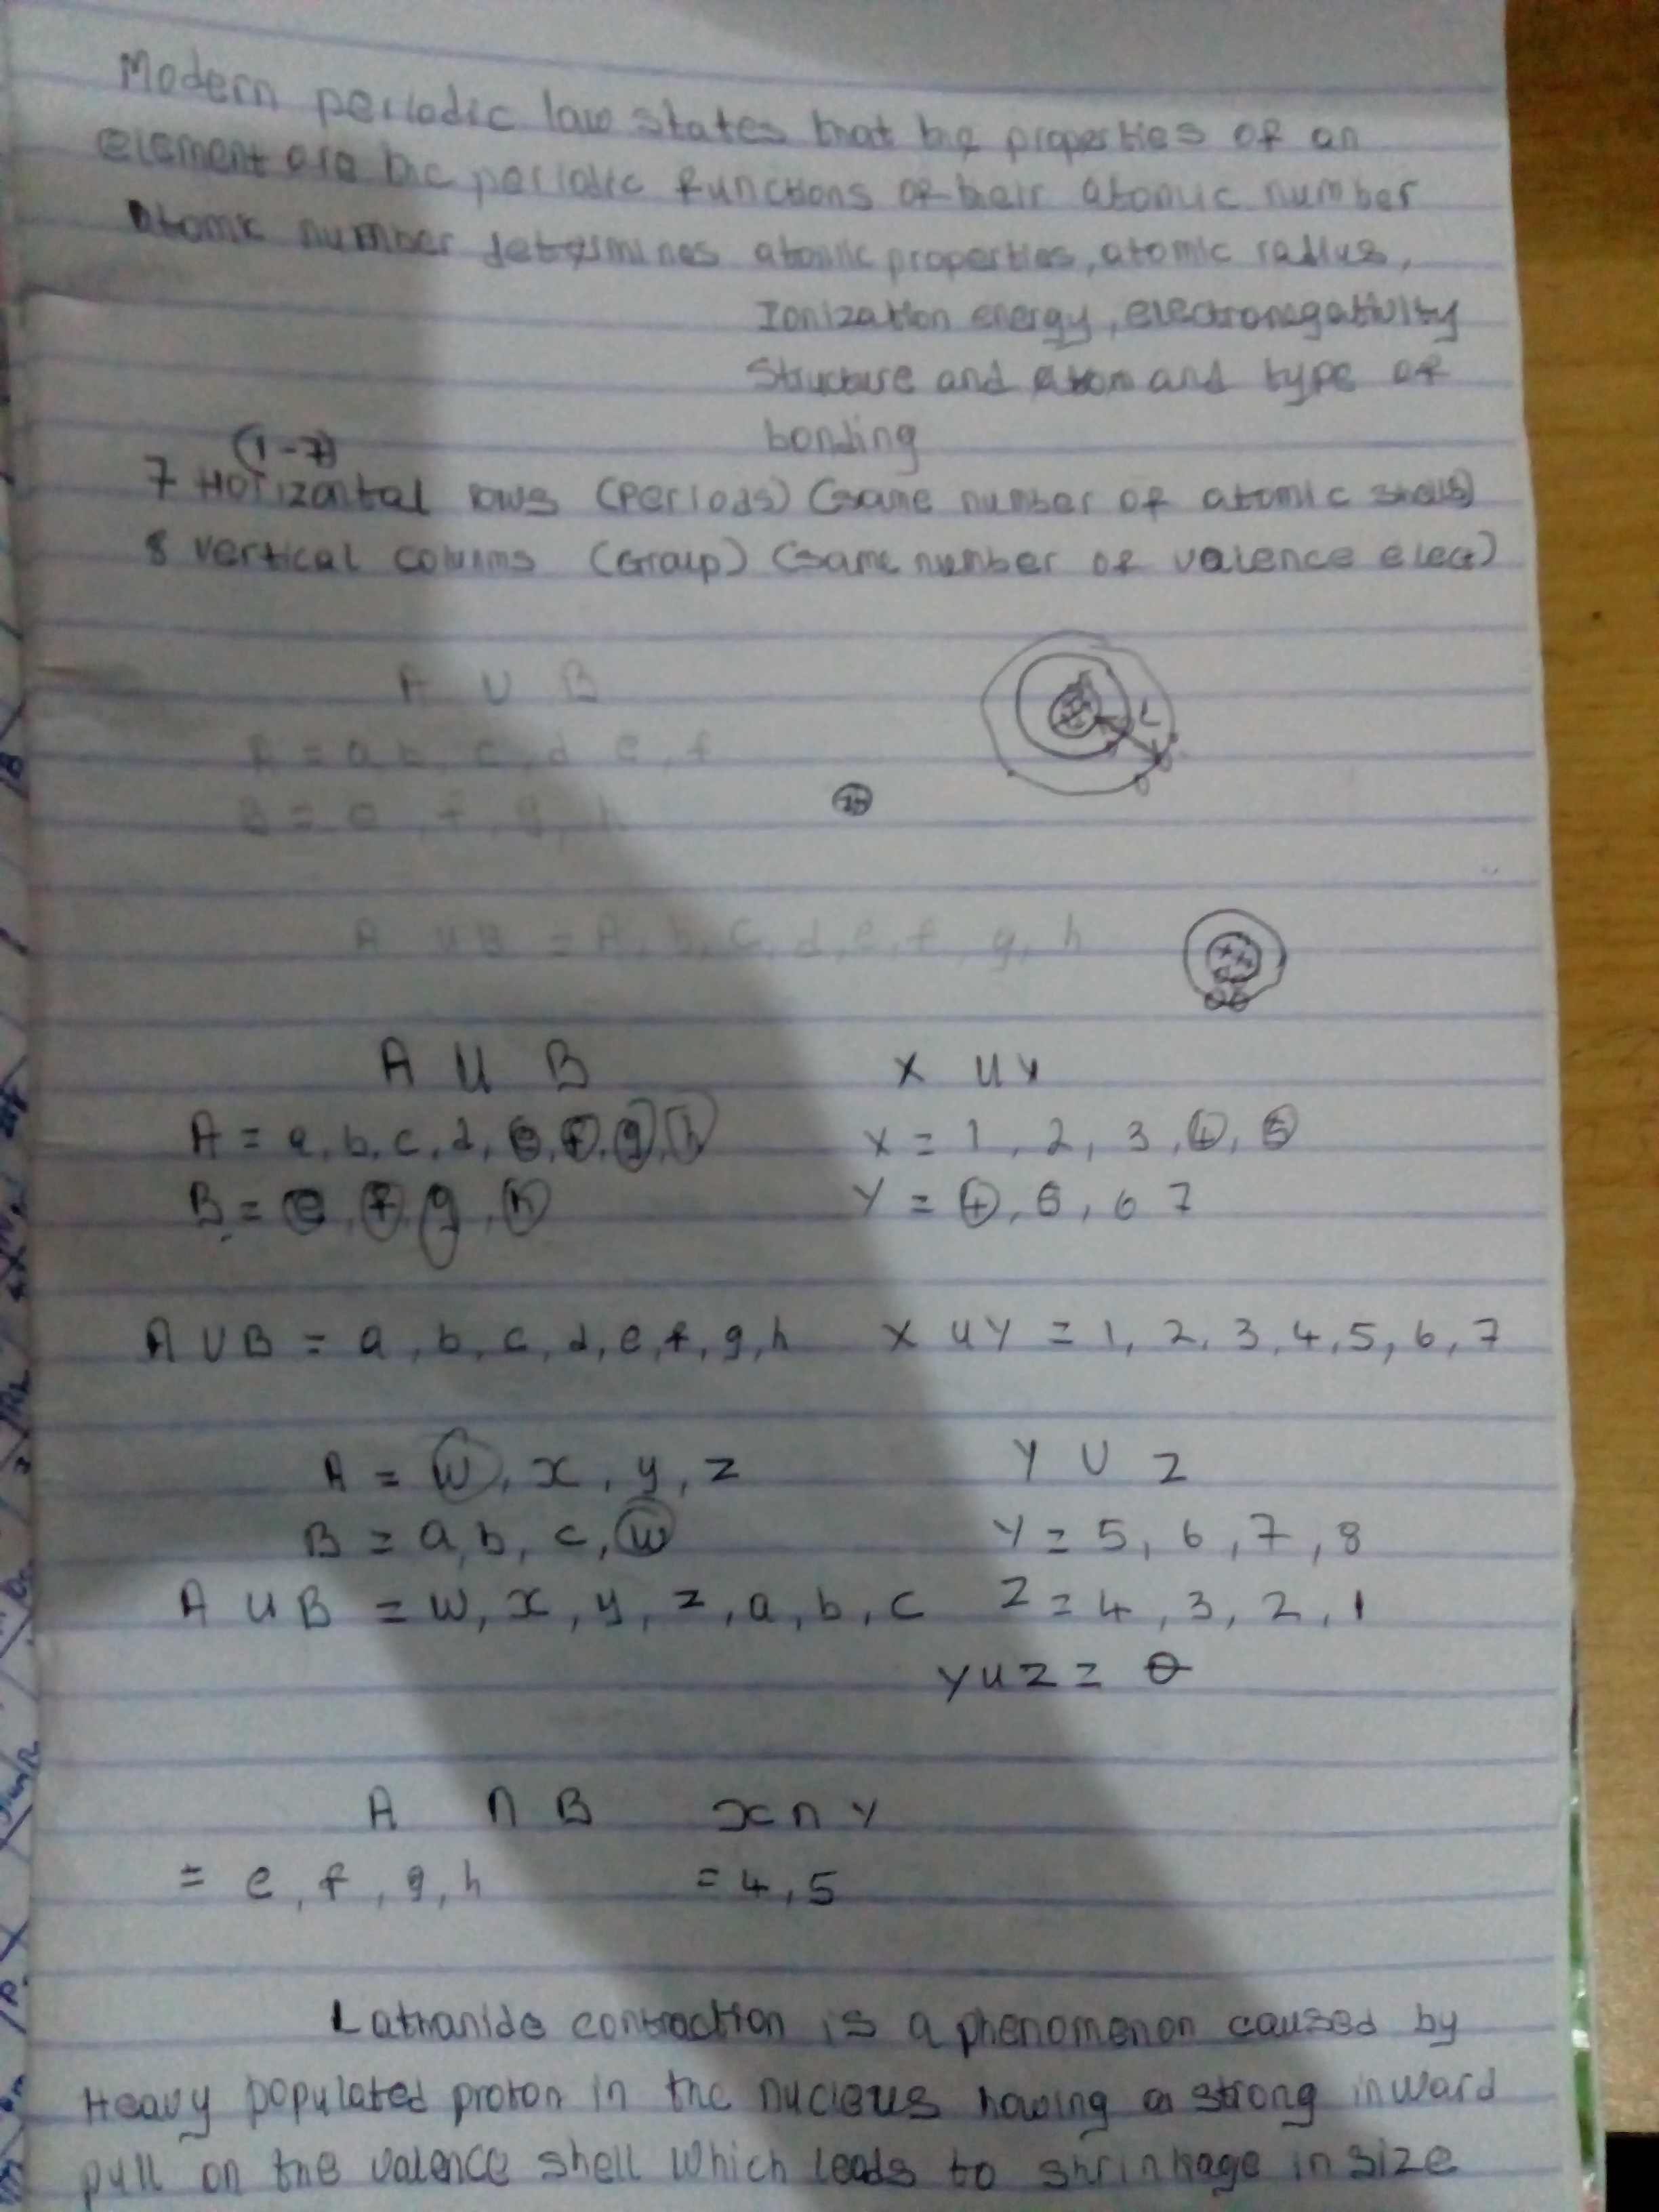 Modern periodic law states that the properties of an
element are the periodic functions of their atomic number
Atomic number determines atomic properties, atomic radius,
Ionization energy, electronegativity
Structure and atom and type of
bonding
(1-7)
7 Horizontal rows (Periods) (same number of atomic shells)
8 vertical columns (Group) (same number of valence elect)
A U B
A = a, b, c, d, e, f
B = e, f, g, h
A U B = A, b, c, d, e, f, g, h
A U B
X U Y
A = a, b, c, d, e, f, g, h
X = 1, 2, 3, 4, 5
B = e, f, g, h
Y = 4, 5, 6 7
A U B = a, b, c, d, e, f, g, h
X U Y = 1, 2, 3, 4, 5, 6, 7
A = w, x, y, z
Y U Z
B = a, b, c, w
Y = 5, 6, 7, 8
A U B = w, x, y, z, a, b, c
Z = 4, 3, 2, 1
Y U Z = θ
A ∩ B
x ∩ y
= e, f, g, h
= 4, 5
Lathanide contraction is a phenomenon caused by
Heavy populated proton in the nucleus having a strong inward
pull on the valence shell which leads to shrinkage in size